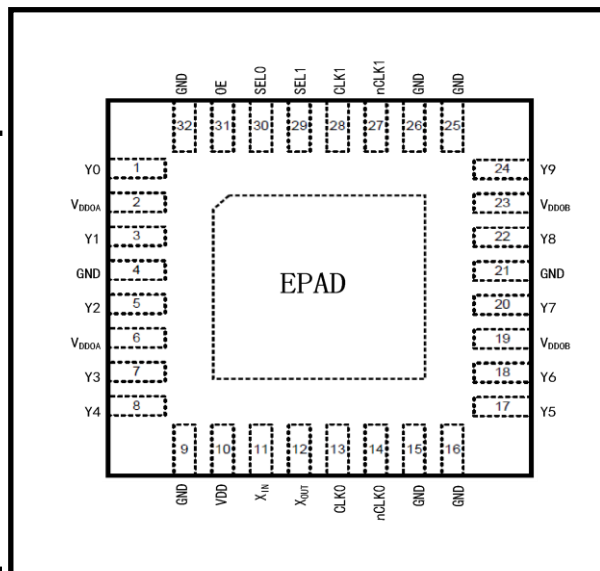 GND OE SEL0 SEL1 CLK1 nCLK1 GND GND
32 31 30 29 28 27 26 25
Y0 1 24 Y9
VDDOA 2 23 VDDOB
Y1 3 22 Y8
GND 4 21 GND
EPAD
Y2 5 20 Y7
VDDOA 6 19 VDDOB
Y3 7 18 Y6
Y4 8 17 Y5
9 10 11 12 13 14 15 16
GND VDD XIN XOUT CLK0 nCLK0 GND GND